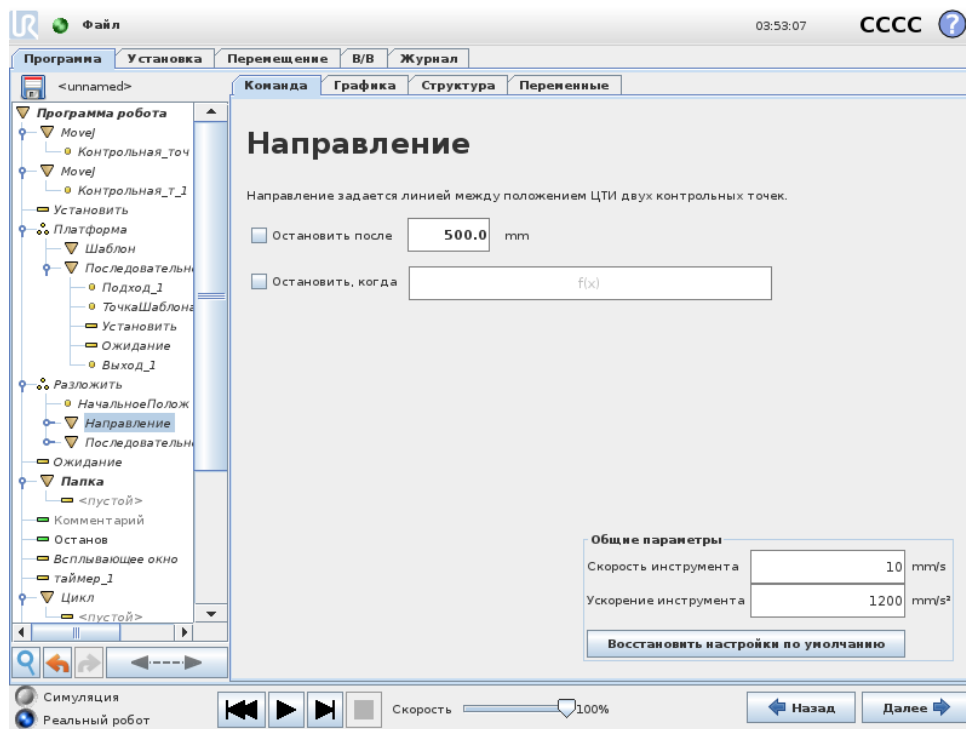 UR Файл 03:53:07 CCCC ?
Программа Установка Перемещение В/В Журнал
<unnamed>
Команда Графика Структура Переменные
Программа робота
MoveJ
Контрольная_точ
MoveJ
Контрольная_т_1
Установить
Платформа
Шаблон
Последовательн
Подход_1
ТочкаШаблона
Установить
Ожидание
Выход_1
Разложить
НачальноеПолож
Направление
Последовательн
Ожидание
Папка
<пустой>
Комментарий
Останов
Всплывающее окно
таймер_1
Цикл
<пустой>
Направление
Направление задается линией между положением ЦТИ двух контрольных точек.
Остановить после 500.0 mm
Остановить, когда f(x)
Общие параметры
Скорость инструмента 10 mm/s
Ускорение инструмента 1200 mm/s²
Восстановить настройки по умолчанию
Симуляция
Реальный робот
Скорость 100%
Назад Далее